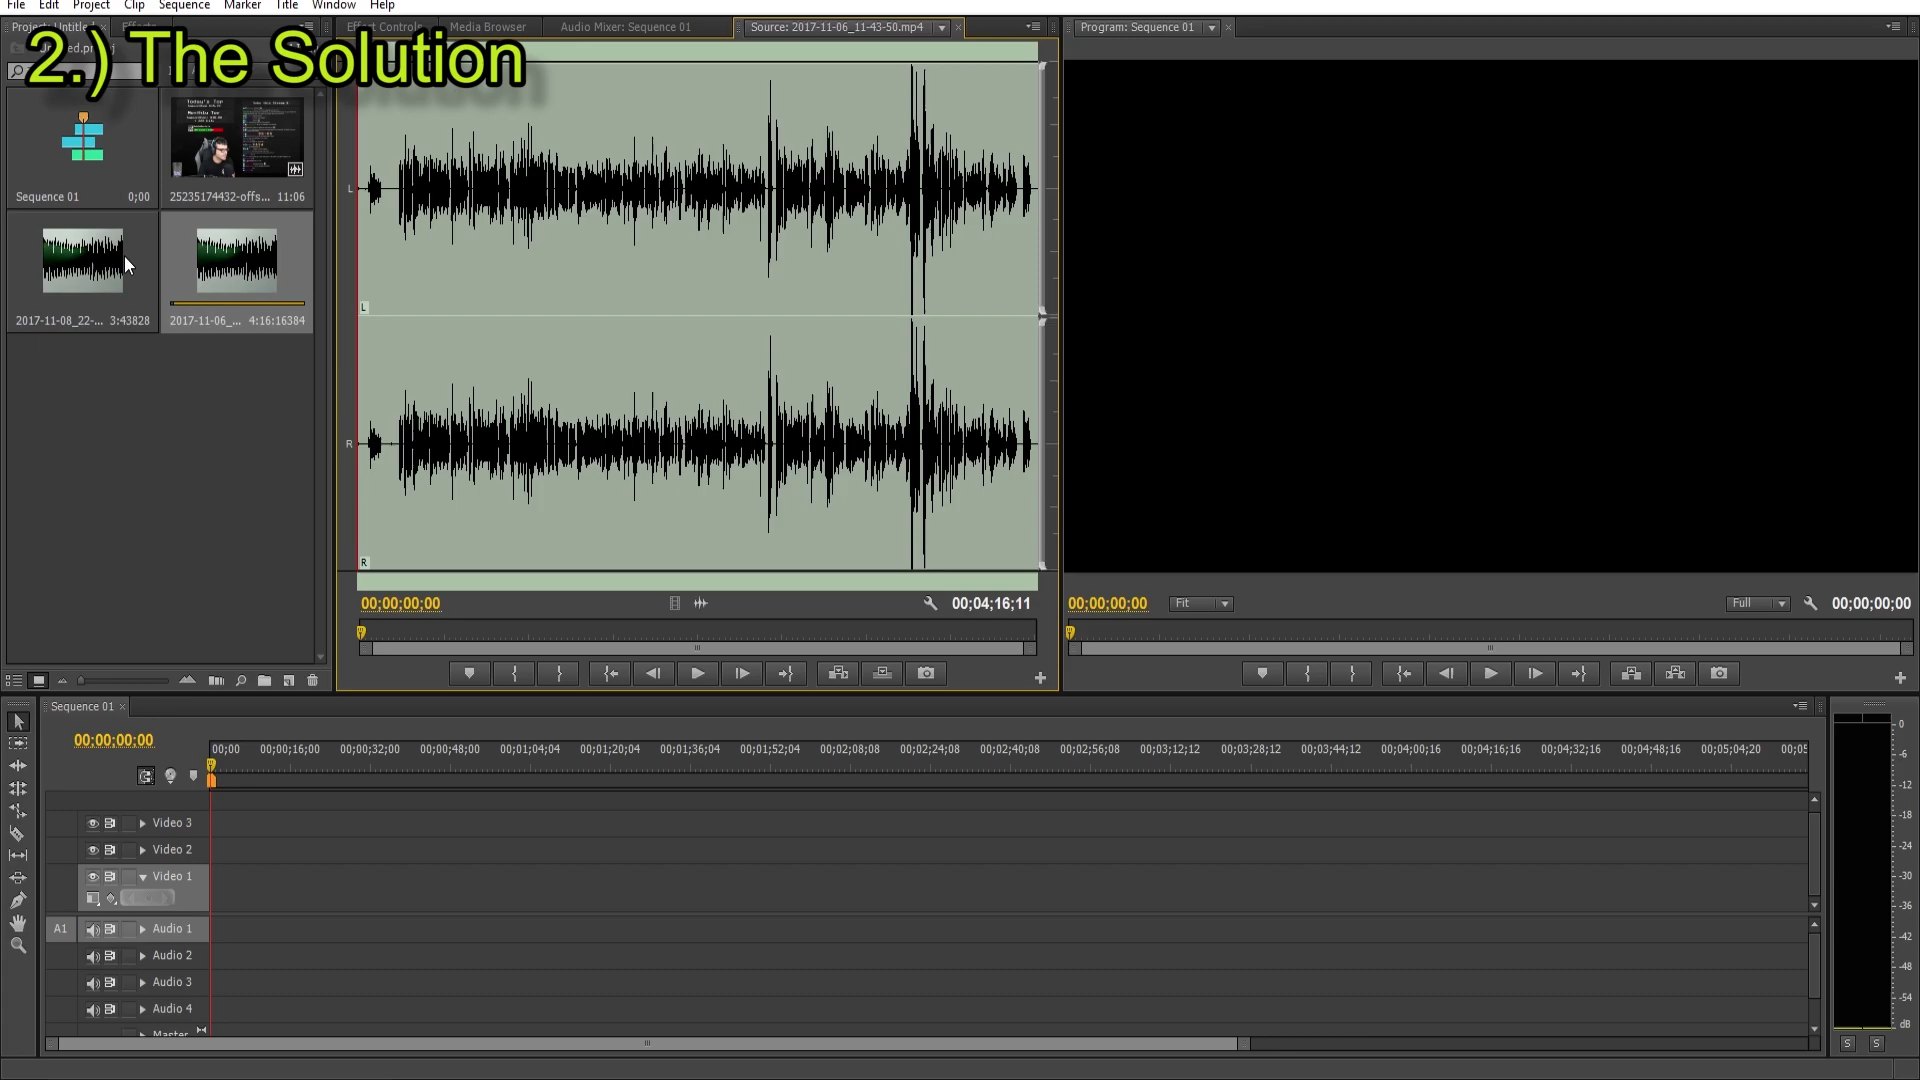 File Edit Project Clip Sequence Marker Title Window Help
2.) The Solution
Effect Controls
Media Browser
Audio Mixer: Sequence 01
Source: 2017-11-06_11-43-50.mp4
Program: Sequence 01
Sequence 01 0;00
25235174432-offs... 11:06
2017-11-08_22-... 3:43828
2017-11-06_... 4:16:16384
L
L
R
R
00;00;00;00
00;04;16;11
00;00;00;00
Fit
Full
00;00;00;00
Sequence 01
00;00;00;00
00;00 00;00;16;00 00;00;32;00 00;00;48;00 00;01;04;04 00;01;20;04 00;01;36;04 00;01;52;04 00;02;08;08 00;02;24;08 00;02;40;08 00;02;56;08 00;03;12;12 00;03;28;12 00;03;44;12 00;04;00;16 00;04;16;16 00;04;32;16 00;04;48;16 00;05;04;20 00;05
Video 3
Video 2
Video 1
A1 Audio 1
Audio 2
Audio 3
Audio 4
Master
0
-6
-12
-18
-24
-30
-36
-42
-48
-54
dB
S S